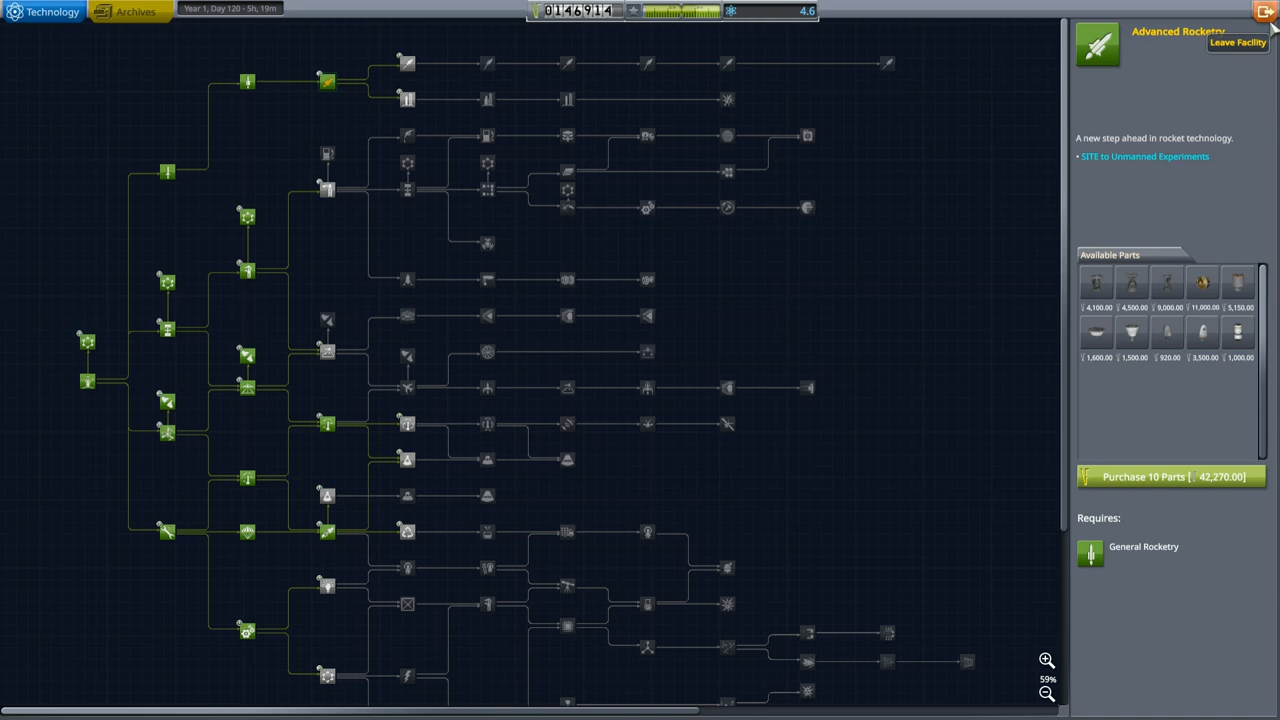 Technology
Archives
Year 1, Day 120 - 5h, 19m
0146914
4.6
Advanced Rocketry
Leave Facility
A new step ahead in rocket technology.
• SITE to Unmanned Experiments
Available Parts
4,100.00 4,500.00 9,000.00 11,000.00 5,150.00
1,600.00 1,500.00 920.00 3,500.00 1,000.00
Purchase 10 Parts [ 42,270.00]
Requires:
General Rocketry
59%